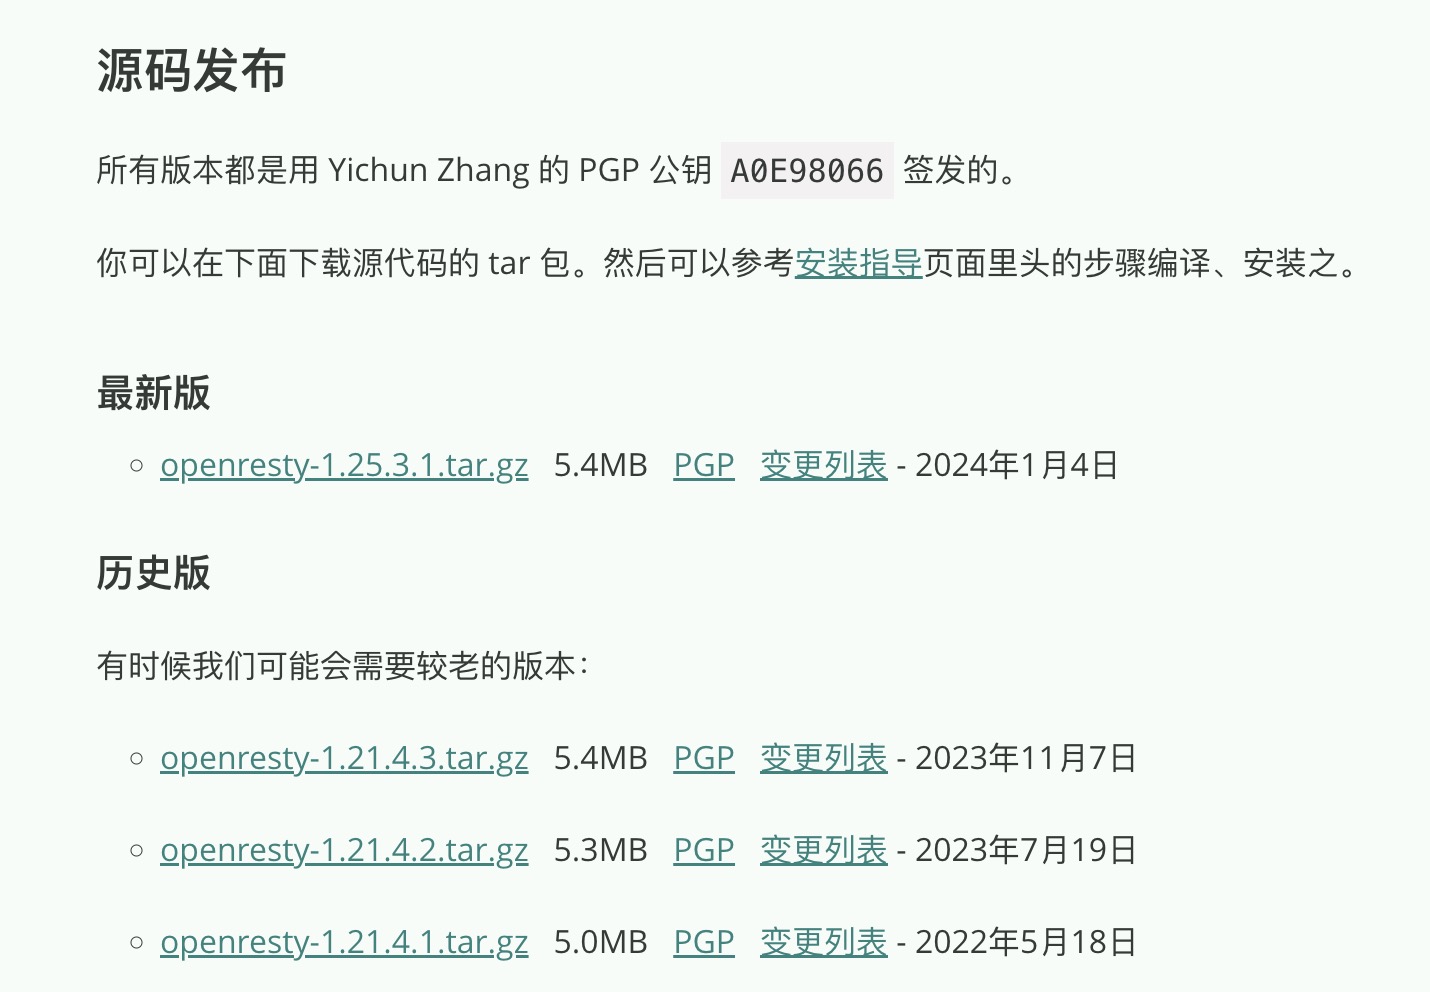 源码发布
所有版本都是用 Yichun Zhang 的 PGP 公钥 A0E98066 签发的。
你可以在下面下载源代码的 tar 包。然后可以参考安装指导页面里头的步骤编译、安装之。
最新版
openresty-1.25.3.1.tar.gz 5.4MB PGP 变更列表 - 2024年1月4日
历史版
有时候我们可能会需要较老的版本：
openresty-1.21.4.3.tar.gz 5.4MB PGP 变更列表 - 2023年11月7日
openresty-1.21.4.2.tar.gz 5.3MB PGP 变更列表 - 2023年7月19日
openresty-1.21.4.1.tar.gz 5.0MB PGP 变更列表 - 2022年5月18日